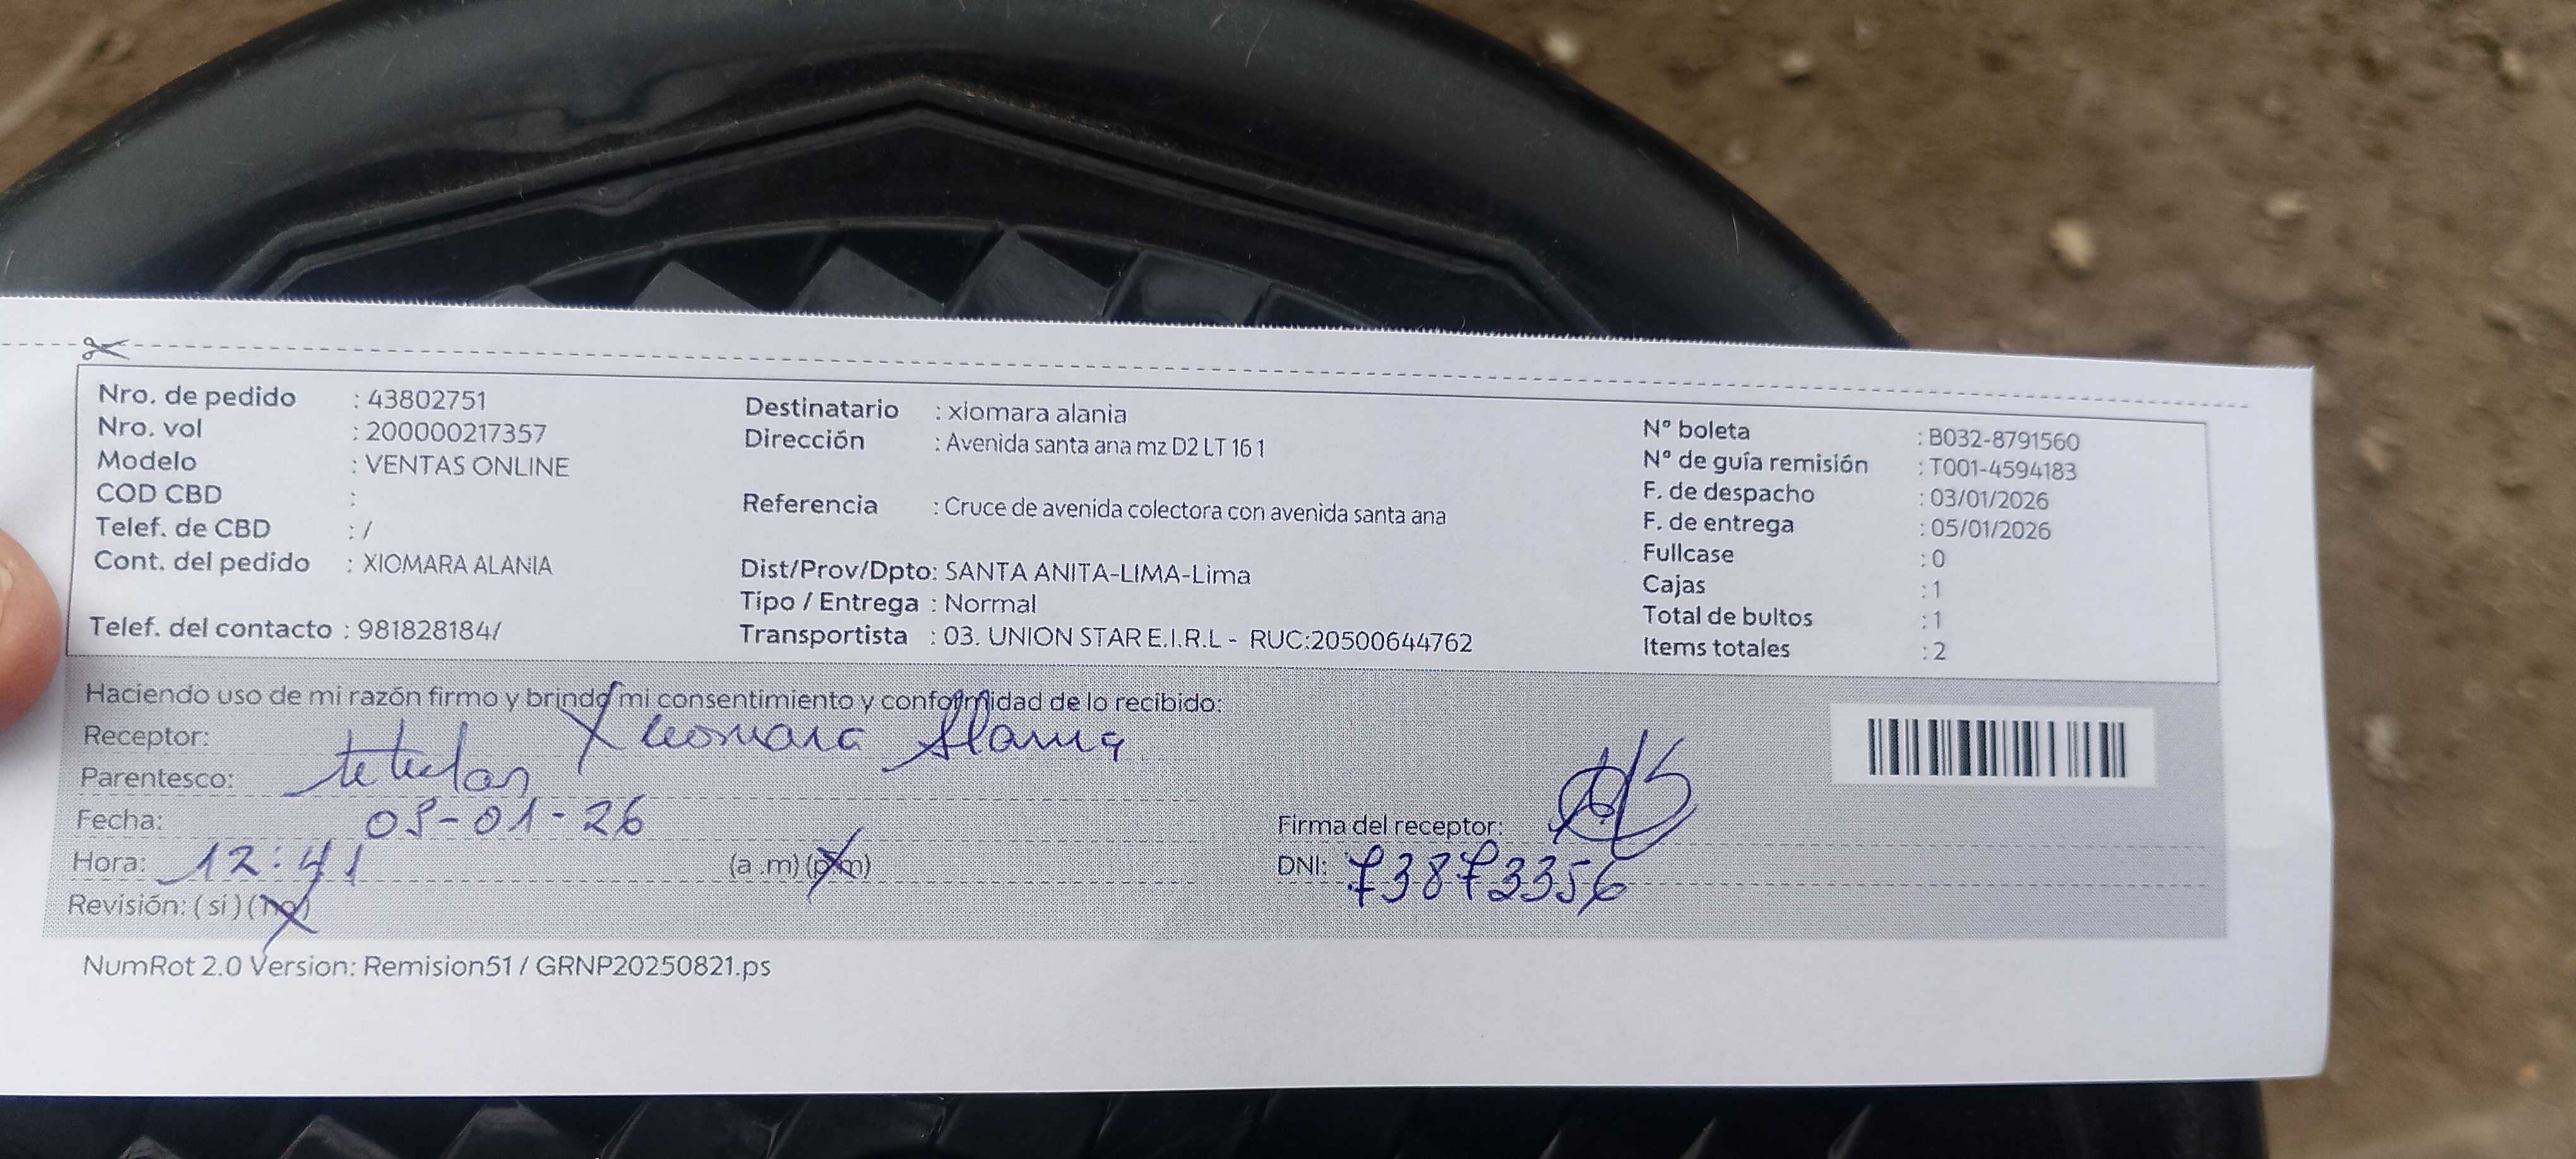 Nro. de pedido : 43802751
Nro. vol : 200000217357
Modelo : VENTAS ONLINE
COD CBD :
Telef. de CBD : /
Cont. del pedido : XIOMARA ALANIA
Telef. del contacto : 981828184/
Destinatario : xiomara alania
Dirección : Avenida santa ana mz D2 LT 16 1
Referencia : Cruce de avenida colectora con avenida santa ana
Dist/Prov/Dpto: SANTA ANITA-LIMA-Lima
Tipo / Entrega : Normal
Transportista : 03. UNION STAR E.I.R.L - RUC:20500644762
N° boleta : B032-8791560
N° de guía remisión : T001-4594183
F. de despacho : 03/01/2026
F. de entrega : 05/01/2026
Fullcase : 0
Cajas : 1
Total de bultos : 1
Items totales : 2
Haciendo uso de mi razón firmo y brindo mi consentimiento y conformidad de lo recibido:
Receptor: Xiomara Alania
Parentesco: titular
Fecha: 05-01-26
Hora: 12:41 (a .m) (p.m)
Revisión: ( si ) (no)
Firma del receptor:
DNI: 73873356
NumRot 2.0 Version: Remision51 / GRNP20250821.ps